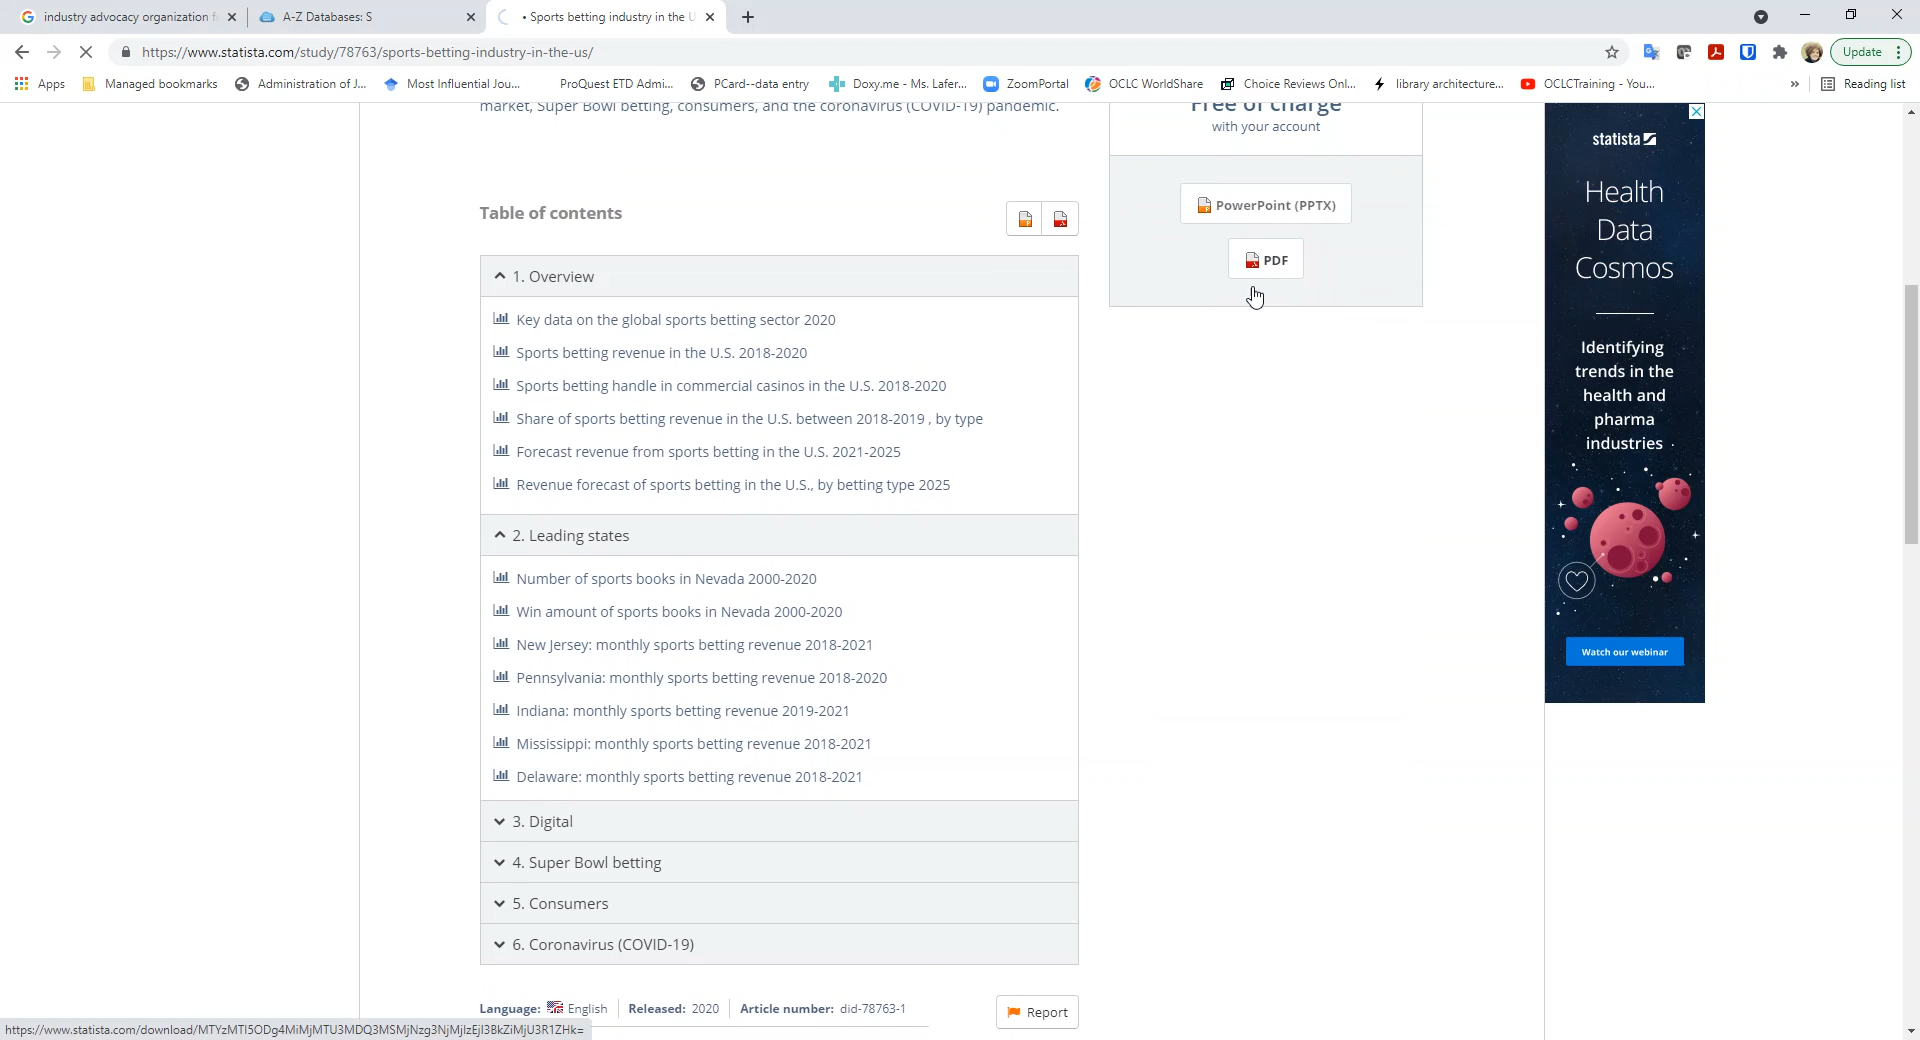 industry advocacy organization f
A-Z Databases: S
• Sports betting industry in the U
https://www.statista.com/study/78763/sports-betting-industry-in-the-us/
Update
Apps
Managed bookmarks
Administration of J...
Most Influential Jou...
ProQuest ETD Admi...
PCard--data entry
Doxy.me - Ms. Lafer...
ZoomPortal
OCLC WorldShare
Choice Reviews Onl...
library architecture...
OCLCTraining - You...
»
Reading list
market, Super Bowl betting, consumers, and the coronavirus (COVID-19) pandemic.
Free of charge
with your account
PowerPoint (PPTX)
PDF
Table of contents
1. Overview
Key data on the global sports betting sector 2020
Sports betting revenue in the U.S. 2018-2020
Sports betting handle in commercial casinos in the U.S. 2018-2020
Share of sports betting revenue in the U.S. between 2018-2019 , by type
Forecast revenue from sports betting in the U.S. 2021-2025
Revenue forecast of sports betting in the U.S., by betting type 2025
2. Leading states
Number of sports books in Nevada 2000-2020
Win amount of sports books in Nevada 2000-2020
New Jersey: monthly sports betting revenue 2018-2021
Pennsylvania: monthly sports betting revenue 2018-2020
Indiana: monthly sports betting revenue 2019-2021
Mississippi: monthly sports betting revenue 2018-2021
Delaware: monthly sports betting revenue 2018-2021
3. Digital
4. Super Bowl betting
5. Consumers
6. Coronavirus (COVID-19)
Language: English
Released: 2020
Article number: did-78763-1
Report
statista
Health
Data
Cosmos
Identifying
trends in the
health and
pharma
industries
Watch our webinar